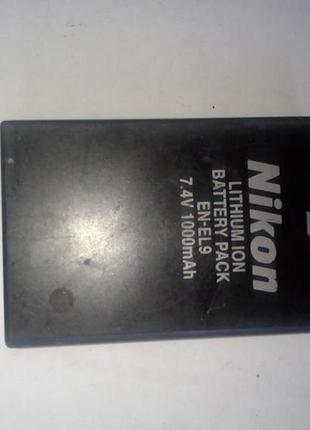 Nikon
LITHIUM ION
BATTERY PACK
EN-EL9
7.4V 1000mAh